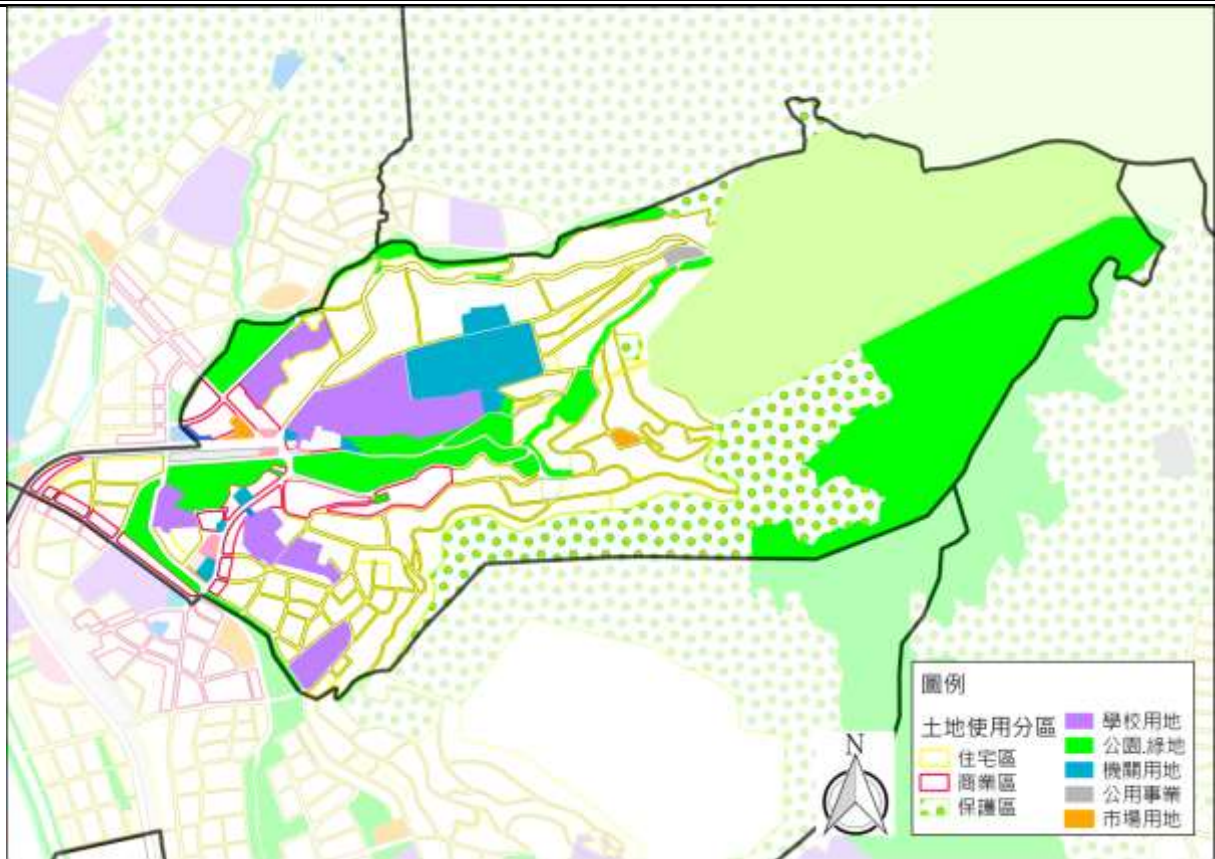 N
圖例
土地使用分區
住宅區
商業區
保護區
學校用地
公園.綠地
機關用地
公用事業
市場用地